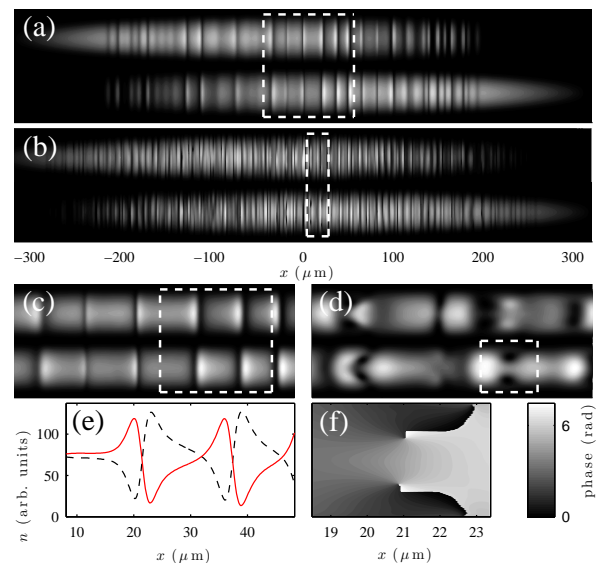 (a)
(b)
−300 −200 −100 0 100 200 300
x (μm)
(c) (d)
(e) (f)
n (arb. units)
100
50
0
10 20 30 40
x (μm)
19 20 21 22 23
x (μm)
6
0
phase (rad)